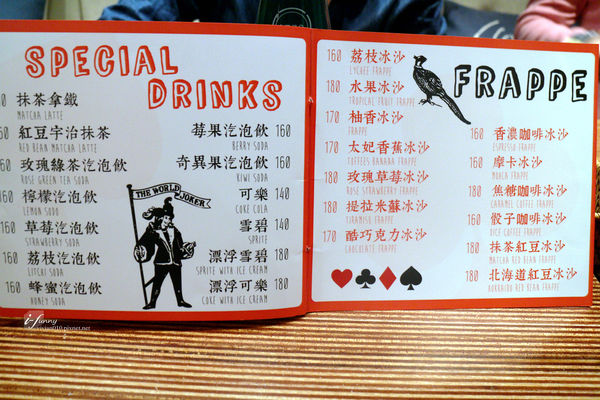 SPECIAL
DRINKS
抹茶拿鐵
MATCHA LATTE
紅豆宇治抹茶
RED BEAN MATCHA LATTE
玫瑰綠茶汽泡飲
ROSE GREEN TEA SODA
檸檬汽泡飲
LEMON SODA
160 草莓汽泡飲
STRAWBERRY SODA
160 荔枝汽泡飲
LITCHI SODA
160 蜂蜜汽泡飲
HONEY SODA
莓果汽泡飲 160
BERRY SODA
奇異果汽泡飲 160
KIWI SODA
可樂 140
COKE COLA
雪碧 140
SPRITE
漂浮雪碧 180
SPRITE WITH ICE CREAM
漂浮可樂 180
COKE WITH ICE CREAM
THE WORLD JOKER
FRAPPE
160 荔枝冰沙
LYCHEE FRAPPE
180 水果冰沙
TROPICAL FRUIT FRAPPE
170 柚香冰沙
FRAPPE
170 太妃香蕉冰沙
TOFFEES BANANA FRAPPE
180 玫瑰草莓冰沙
ROSE STRAWBERRY FRAPPE
180 提拉米蘇冰沙
TIRAMISU FRAPPE
170 酷巧克力冰沙
CHOCOLATE FRAPPE
160 香濃咖啡冰沙
ESPRESSO FRAPPE
160 摩卡冰沙
MOKCA FRAPPE
180 焦糖咖啡冰沙
CARAMEL COFFEE FRAPPE
180 骰子咖啡冰沙
DICE COFFEE FRAPPE
180 抹茶紅豆冰沙
MATCHA RED BEAN FRAPPE
180 北海道紅豆冰沙
HOKKAIDO RED BEAN FRAPPE